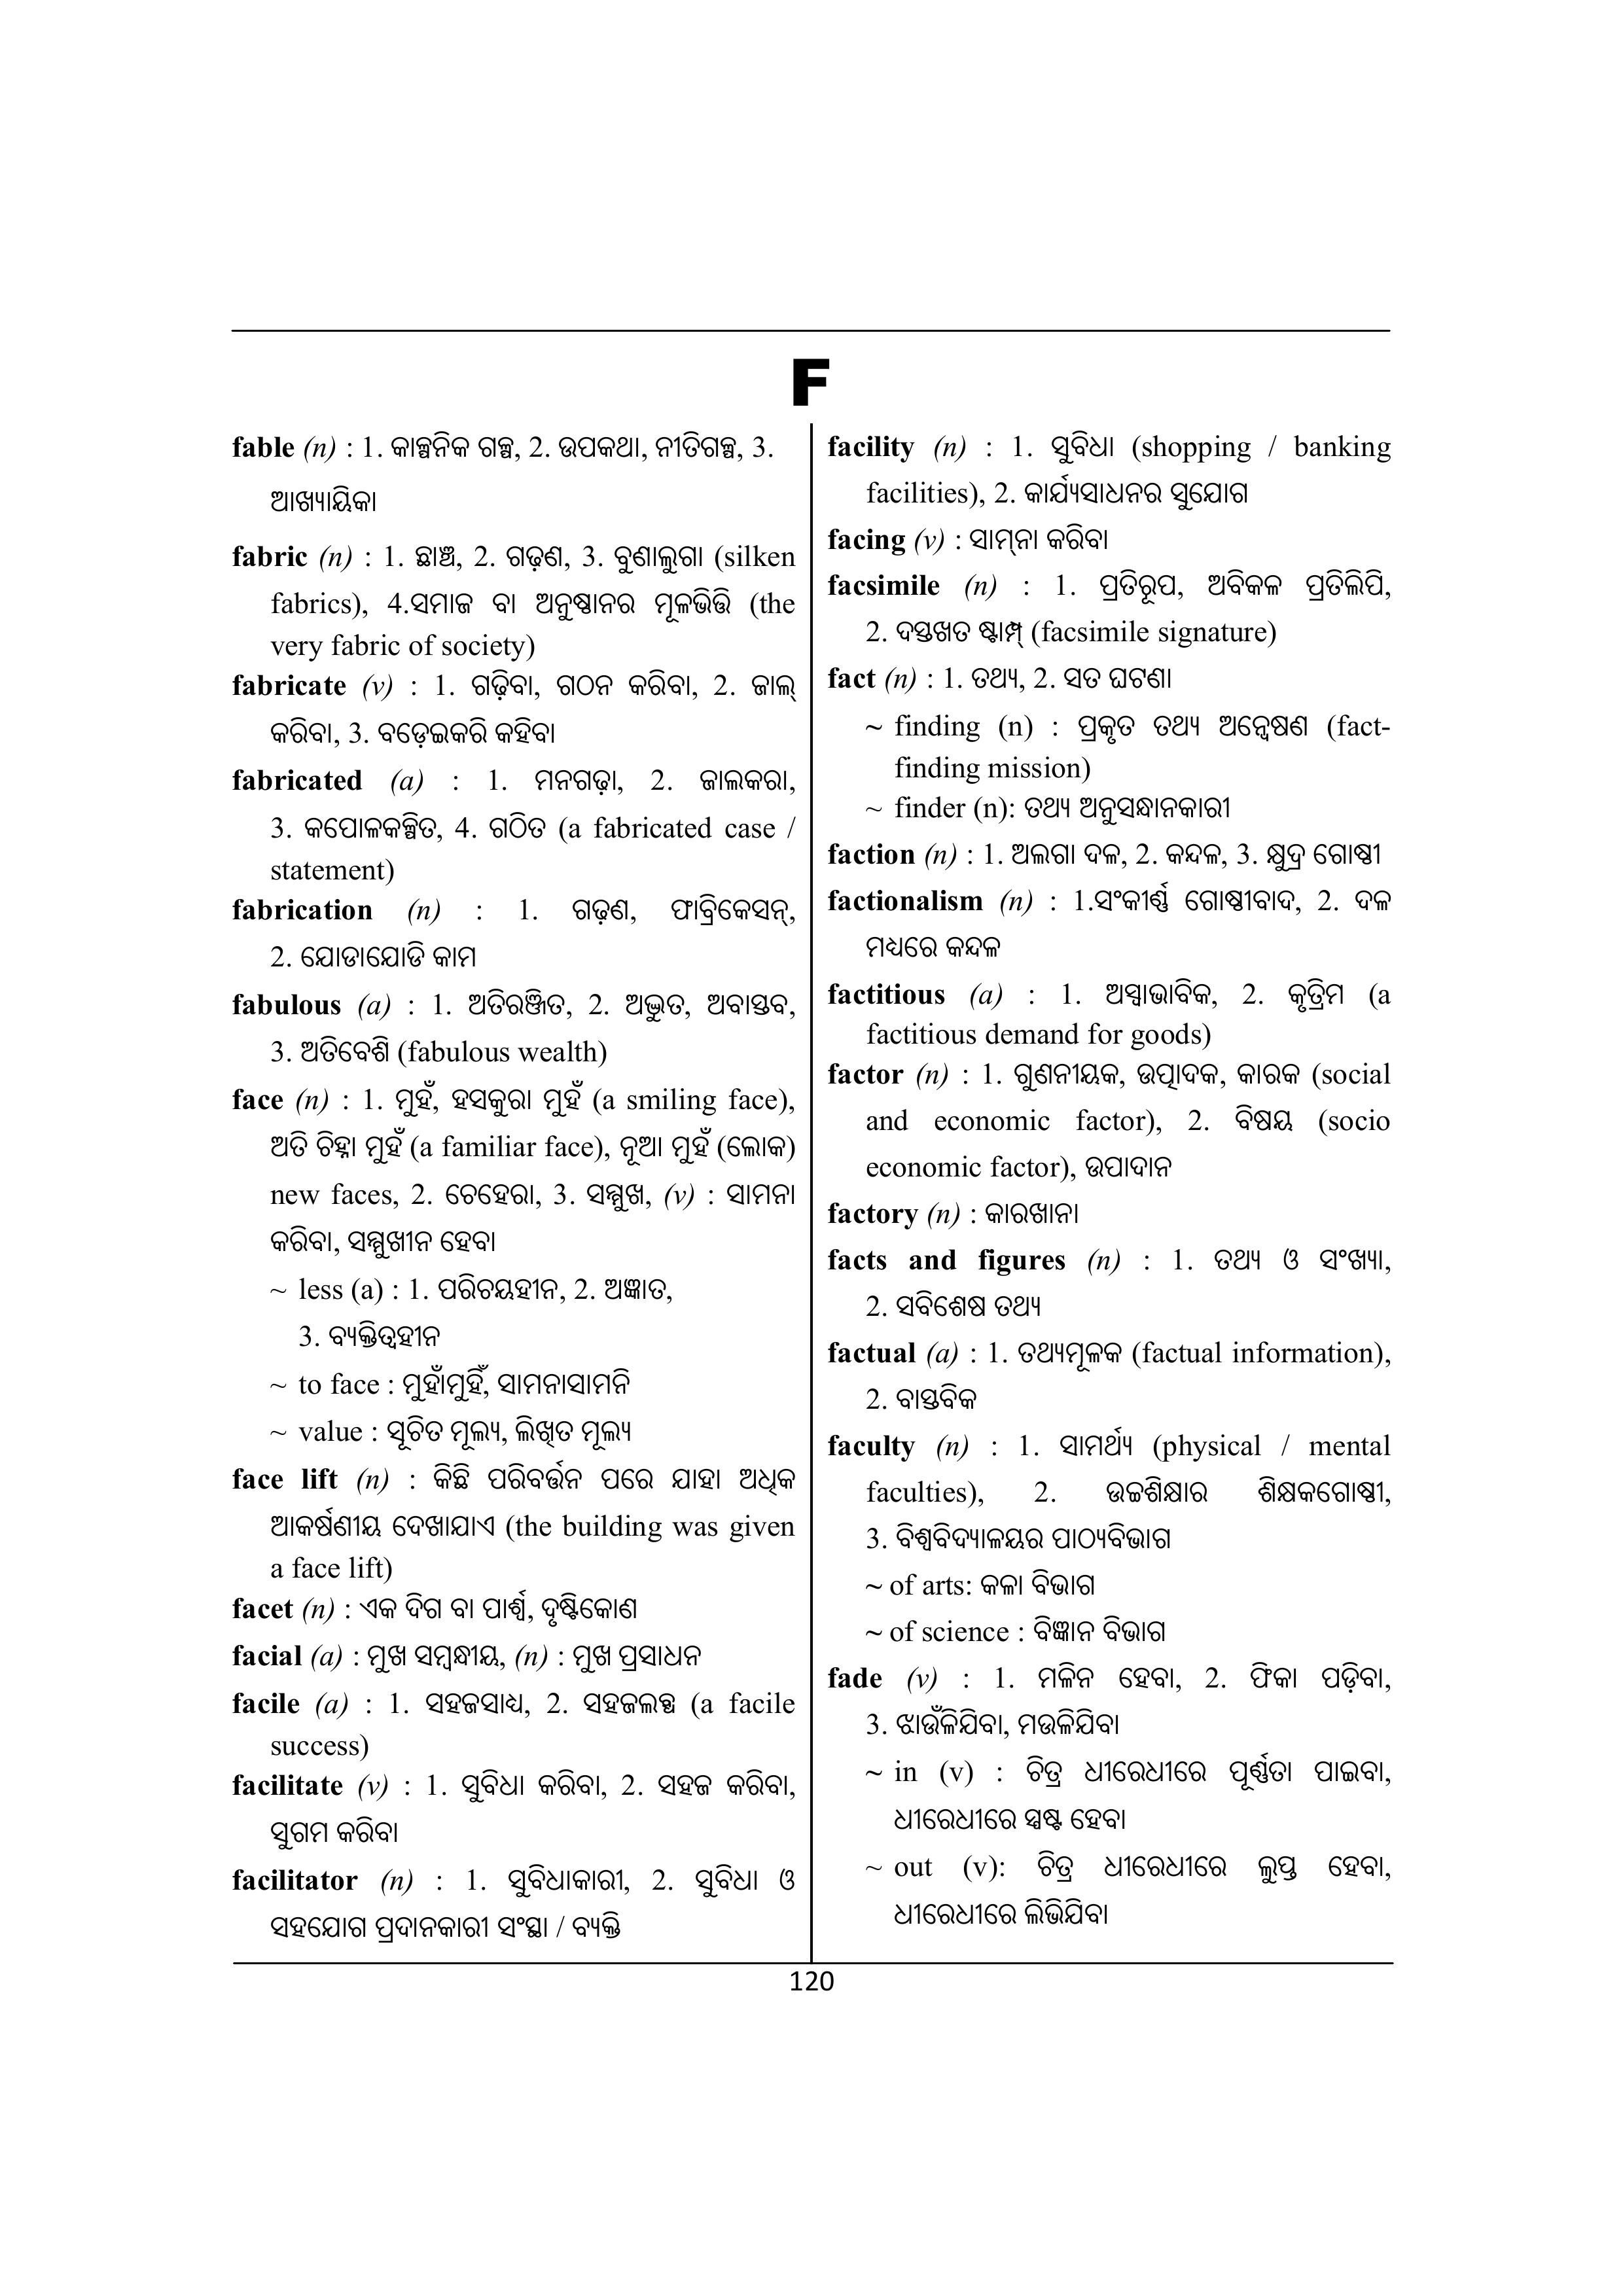 F
fable (n) : 1. କାଳ୍ପନିକ ଗଳ୍ପ, 2. ଉପକଥା, ନୀତିଗଳ୍ପ, 3.
ଆଖ୍ୟାୟିକା
fabric (n) : 1. ଛାଞ୍ଚ, 2. ଗଢ଼ଣ, 3. ବୁଣାଲୁଗା (silken
fabrics), 4.ସମାଜ ବା ଅନୁଷ୍ଠାନର ମୂଳଭିତ୍ତି (the
very fabric of society)
fabricate (v) : 1. ଗଢ଼ିବା, ଗଠନ କରିବା, 2. ଜାଲ୍
କରିବା, 3. ବଢ଼େଇକରି କହିବା
fabricated (a) : 1. ମନଗଢ଼ା, 2. ଜାଲକରା,
3. କପୋଳକଳ୍ପିତ, 4. ଗଠିତ (a fabricated case /
statement)
fabrication (n) : 1. ଗଢ଼ଣ, ଫାବ୍ରିକେସନ୍,
2. ଯୋଡାଯୋଡି କାମ
fabulous (a) : 1. ଅତିରଞ୍ଜିତ, 2. ଅଦ୍ଭୁତ, ଅବାସ୍ତବ,
3. ଅତିବେଶି (fabulous wealth)
face (n) : 1. ମୁହଁ, ହସକୁରା ମୁହଁ (a smiling face),
ଅତି ଚିହ୍ନା ମୁହଁ (a familiar face), ନୂଆ ମୁହଁ (ଲୋକ)
new faces, 2. ଚେହେରା, 3. ସମ୍ମୁଖ, (v) : ସାମନା
କରିବା, ସମ୍ମୁଖୀନ ହେବା
~ less (a) : 1. ପରିଚୟହୀନ, 2. ଅଜ୍ଞାତ,
3. ବ୍ୟକ୍ତିତ୍ୱହୀନ
~ to face : ମୁହାଁମୁହିଁ, ସାମନାସାମନି
~ value : ସୂଚିତ ମୂଲ୍ୟ, ଲିଖିତ ମୂଲ୍ୟ
face lift (n) : କିଛି ପରିବର୍ତ୍ତନ ପରେ ଯାହା ଅଧିକ
ଆକର୍ଷଣୀୟ ଦେଖାଯାଏ (the building was given
a face lift)
facet (n) : ଏକ ଦିଗ ବା ପାର୍ଶ୍ୱ, ଦୃଷ୍ଟିକୋଣ
facial (a) : ମୁଖ ସମ୍ବନ୍ଧୀୟ, (n) : ମୁଖ ପ୍ରସାଧନ
facile (a) : 1. ସହଜସାଧ୍ୟ, 2. ସହଜଲବ୍ଧ (a facile
success)
facilitate (v) : 1. ସୁବିଧା କରିବା, 2. ସହଜ କରିବା,
ସୁଗମ କରିବା
facilitator (n) : 1. ସୁବିଧାକାରୀ, 2. ସୁବିଧା ଓ
ସହଯୋଗ ପ୍ରଦାନକାରୀ ସଂସ୍ଥା / ବ୍ୟକ୍ତି
facility (n) : 1. ସୁବିଧା (shopping / banking
facilities), 2. କାର୍ଯ୍ୟସାଧନର ସୁଯୋଗ
facing (v) : ସାମ୍‌ନା କରିବା
facsimile (n) : 1. ପ୍ରତିରୂପ, ଅବିକଳ ପ୍ରତିଲିପି,
2. ଦସ୍ତଖତ ଷ୍ଟାମ୍ପ୍ (facsimile signature)
fact (n) : 1. ତଥ୍ୟ, 2. ସତ ଘଟଣା
~ finding (n) : ପ୍ରକୃତ ତଥ୍ୟ ଅନ୍ୱେଷଣ (fact-
finding mission)
~ finder (n): ତଥ୍ୟ ଅନୁସନ୍ଧାନକାରୀ
faction (n) : 1. ଅଲଗା ଦଳ, 2. କନ୍ଦଳ, 3. କ୍ଷୁଦ୍ର ଗୋଷ୍ଠୀ
factionalism (n) : 1.ସଂକୀର୍ଣ୍ଣ ଗୋଷ୍ଠୀବାଦ, 2. ଦଳ
ମଧ୍ୟରେ କନ୍ଦଳ
factitious (a) : 1. ଅସ୍ୱାଭାବିକ, 2. କୃତ୍ରିମ (a
factitious demand for goods)
factor (n) : 1. ଗୁଣନୀୟକ, ଉତ୍ପାଦକ, କାରକ (social
and economic factor), 2. ବିଷୟ (socio
economic factor), ଉପାଦାନ
factory (n) : କାରଖାନା
facts and figures (n) : 1. ତଥ୍ୟ ଓ ସଂଖ୍ୟା,
2. ସବିଶେଷ ତଥ୍ୟ
factual (a) : 1. ତଥ୍ୟମୂଳକ (factual information),
2. ବାସ୍ତବିକ
faculty (n) : 1. ସାମର୍ଥ୍ୟ (physical / mental
faculties), 2. ଉଚ୍ଚଶିକ୍ଷାର ଶିକ୍ଷକଗୋଷ୍ଠୀ,
3. ବିଶ୍ୱବିଦ୍ୟାଳୟର ପାଠ୍ୟବିଭାଗ
~ of arts: କଳା ବିଭାଗ
~ of science : ବିଜ୍ଞାନ ବିଭାଗ
fade (v) : 1. ମଳିନ ହେବା, 2. ଫିକା ପଡ଼ିବା,
3. ଝାଉଁଳିଯିବା, ମଉଳିଯିବା
~ in (v) : ଚିତ୍ର ଧୀରେଧୀରେ ପୂର୍ଣ୍ଣତା ପାଇବା,
ଧୀରେଧୀରେ ସ୍ପଷ୍ଟ ହେବା
~ out (v): ଚିତ୍ର ଧୀରେଧୀରେ ଲୁପ୍ତ ହେବା,
ଧୀରେଧୀରେ ଲିଭିଯିବା
120